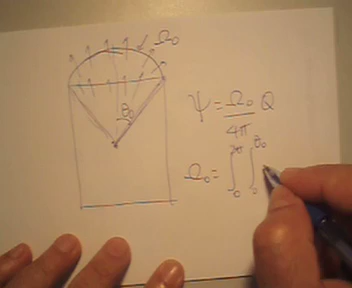 Ω₀
θ₀
Ψ = Ω₀/4π Q
Ω₀ = ∫₀^2π ∫₀^θ₀